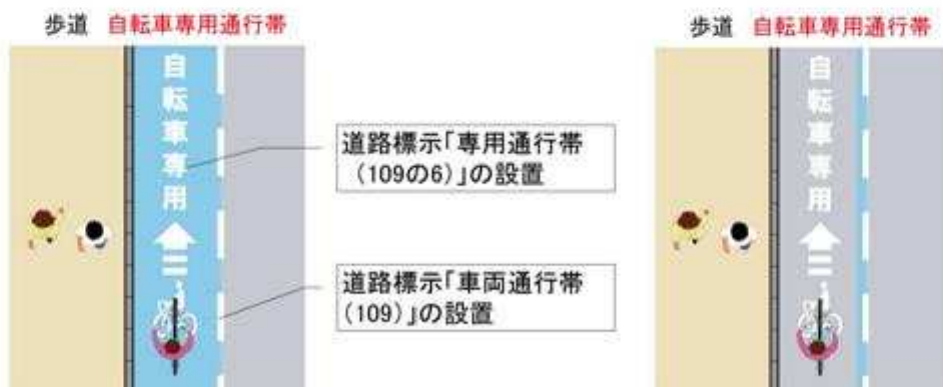 歩道 自転車専用通行帯
自転車専用
道路標示「専用通行帯
（109の6）」の設置
道路標示「車両通行帯
（109）」の設置
歩道 自転車専用通行帯
自転車専用